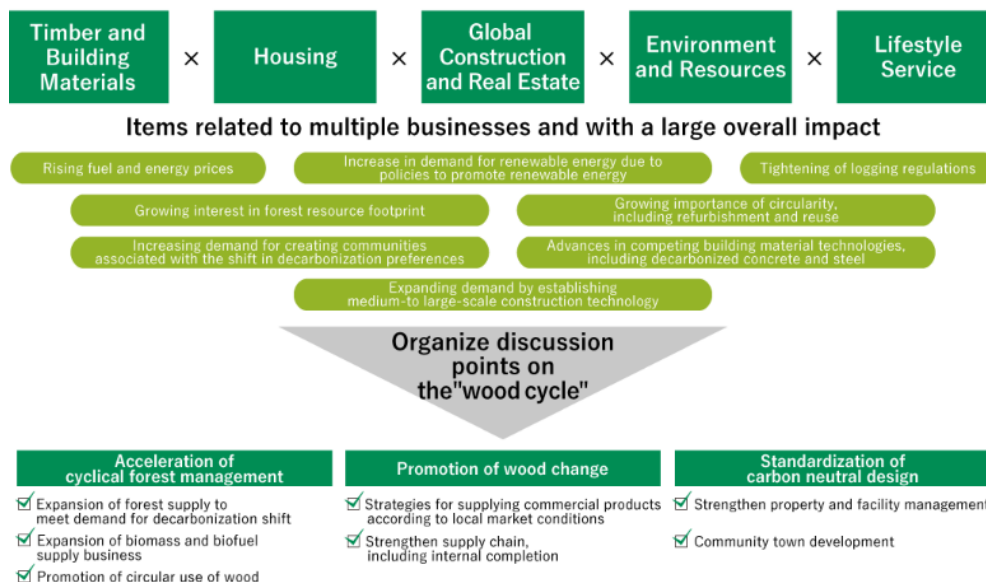 Timber and
Building
Materials
×
Housing
×
Global
Construction
and Real Estate
×
Environment
and Resources
×
Lifestyle
Service
Items related to multiple businesses and with a large overall impact
Rising fuel and energy prices
Increase in demand for renewable energy due to
policies to promote renewable energy
Tightening of logging regulations
Growing interest in forest resource footprint
Growing importance of circularity,
including refurbishment and reuse
Increasing demand for creating communities
associated with the shift in decarbonization preferences
Advances in competing building material technologies,
including decarbonized concrete and steel
Expanding demand by establishing
medium-to large-scale construction technology
Organize discussion
points on
the"wood cycle"
Acceleration of
cyclical forest management
Expansion of forest supply to
meet demand for decarbonization shift
Expansion of biomass and biofuel
supply business
Promotion of circular use of wood
Promotion of wood change
Strategies for supplying commercial products
according to local market conditions
Strengthen supply chain,
including internal completion
Standardization of
carbon neutral design
Strengthen property and facility management
Community town development